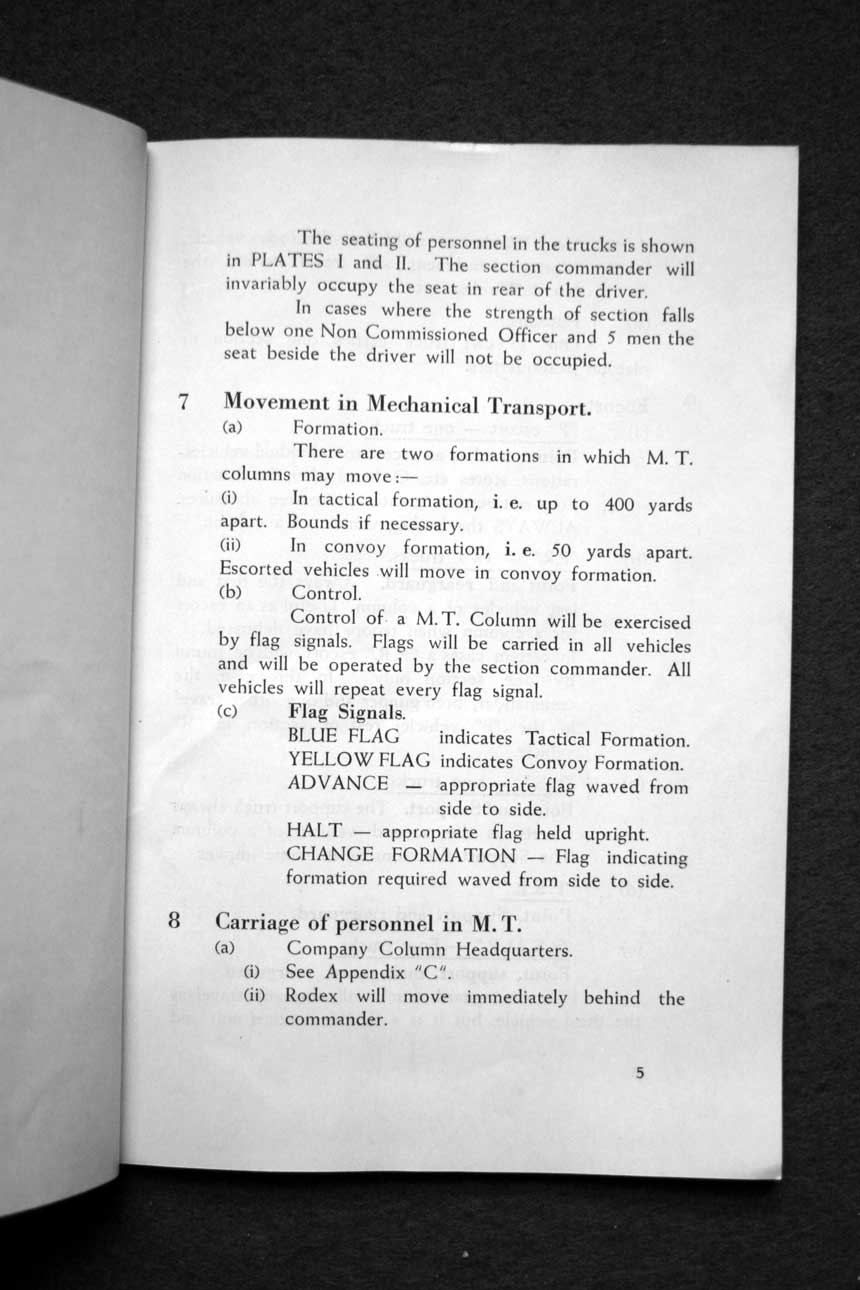 The seating of personnel in the trucks is shown
in PLATES I and II. The section commander will
invariably occupy the seat in rear of the driver.
In cases where the strength of section falls
below one Non Commissioned Officer and 5 men the
seat beside the driver will not be occupied.
7 Movement in Mechanical Transport.
(a) Formation.
There are two formations in which M. T.
columns may move:—
(i) In tactical formation, i. e. up to 400 yards
apart. Bounds if necessary.
(ii) In convoy formation, i. e. 50 yards apart.
Escorted vehicles will move in convoy formation.
(b) Control.
Control of a M. T. Column will be exercised
by flag signals. Flags will be carried in all vehicles
and will be operated by the section commander. All
vehicles will repeat every flag signal.
(c) Flag Signals.
BLUE FLAG indicates Tactical Formation.
YELLOW FLAG indicates Convoy Formation.
ADVANCE — appropriate flag waved from
side to side.
HALT — appropriate flag held upright.
CHANGE FORMATION — Flag indicating
formation required waved from side to side.
8 Carriage of personnel in M. T.
(a) Company Column Headquarters.
(i) See Appendix "C".
(ii) Rodex will move immediately behind the
commander.
5